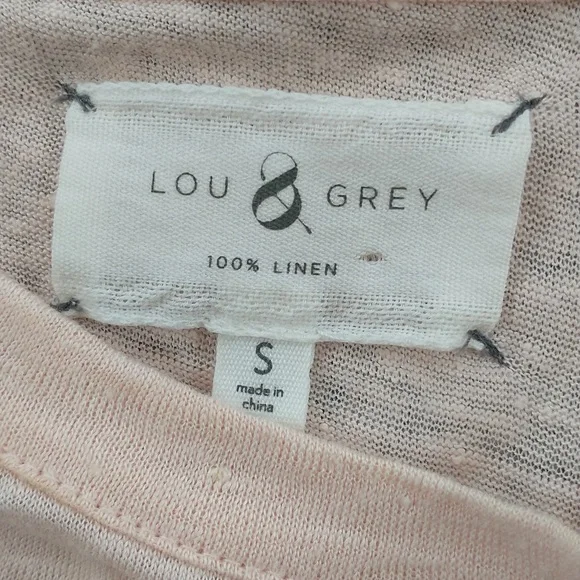 LOU & GREY
100% LINEN
S
made in
china